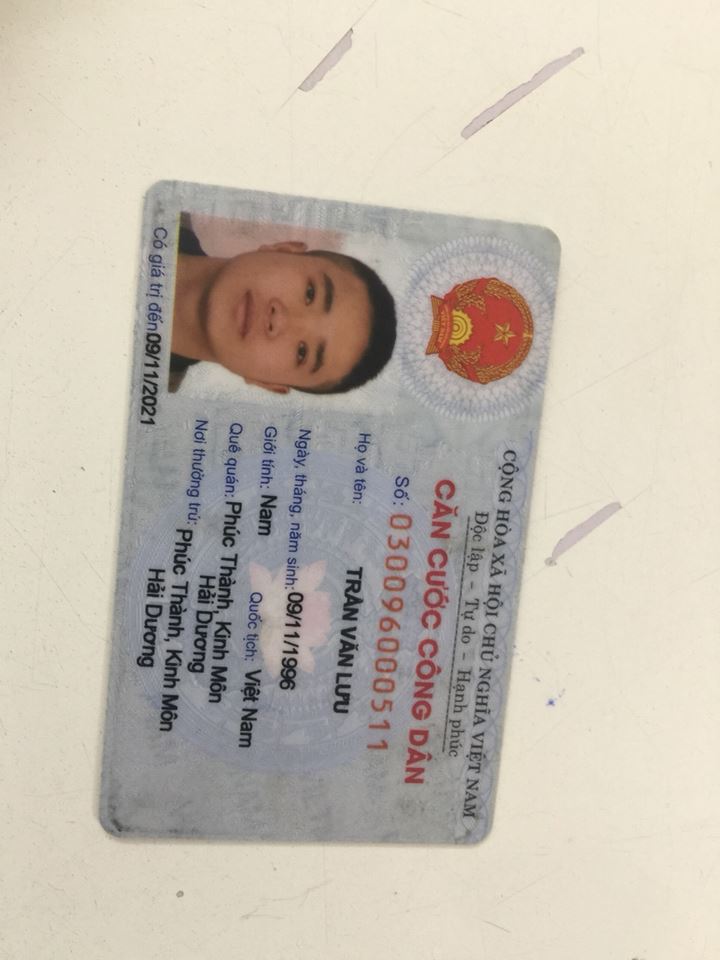 CỘNG HÒA XÃ HỘI CHỦ NGHĨA VIỆT NAM
Độc lập - Tự do - Hạnh phúc
CĂN CƯỚC CÔNG DÂN
Số: 030096000511
Họ và tên: TRẦN VĂN LƯU
Ngày, tháng, năm sinh: 09/11/1996
Giới tính: Nam Quốc tịch: Việt Nam
Quê quán: Phúc Thành, Kinh Môn
Hải Dương
Nơi thường trú: Phúc Thành, Kinh Môn
Hải Dương
Có giá trị đến 09/11/2021
VIỆT NAM